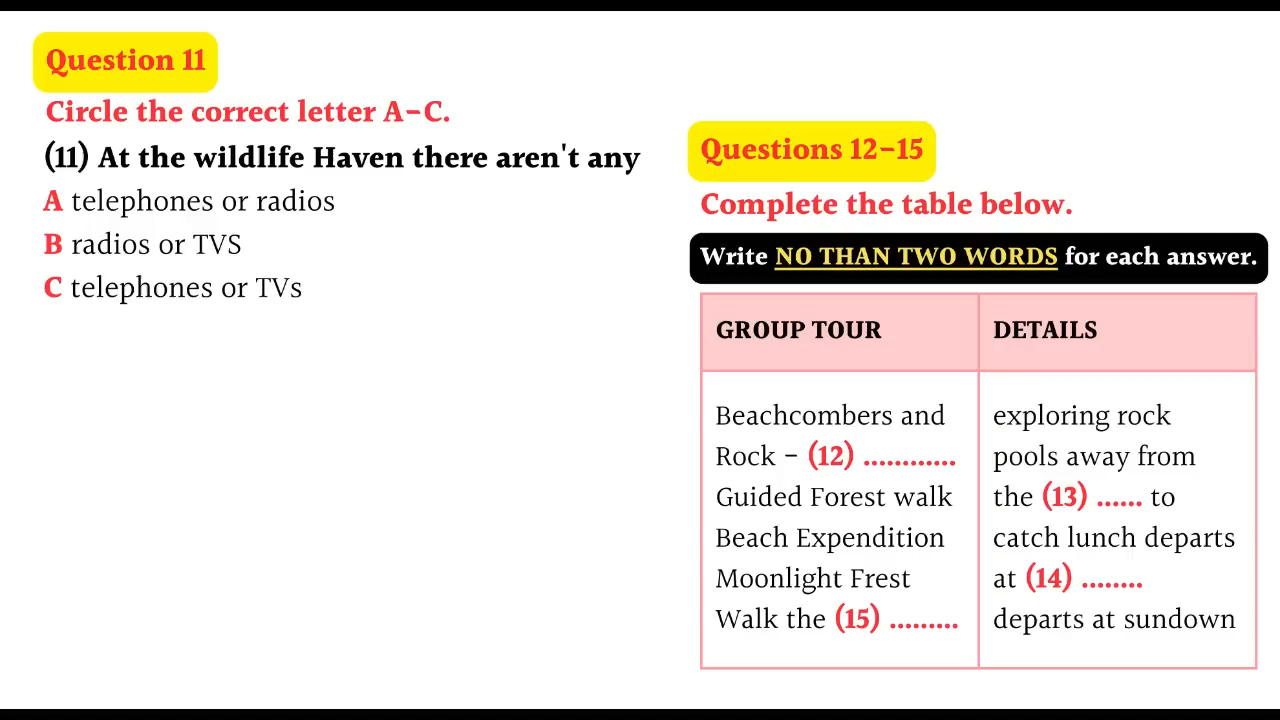 Question 11
Circle the correct letter A–C.
(11) At the wildlife Haven there aren't any
A telephones or radios
B radios or TVS
C telephones or TVs
Questions 12–15
Complete the table below.
Write NO THAN TWO WORDS for each answer.
GROUP TOUR
DETAILS
Beachcombers and
Rock – (12) ............
Guided Forest walk
Beach Expendition
Moonlight Frest
Walk the (15) .........
exploring rock
pools away from
the (13) ...... to
catch lunch departs
at (14) ........
departs at sundown